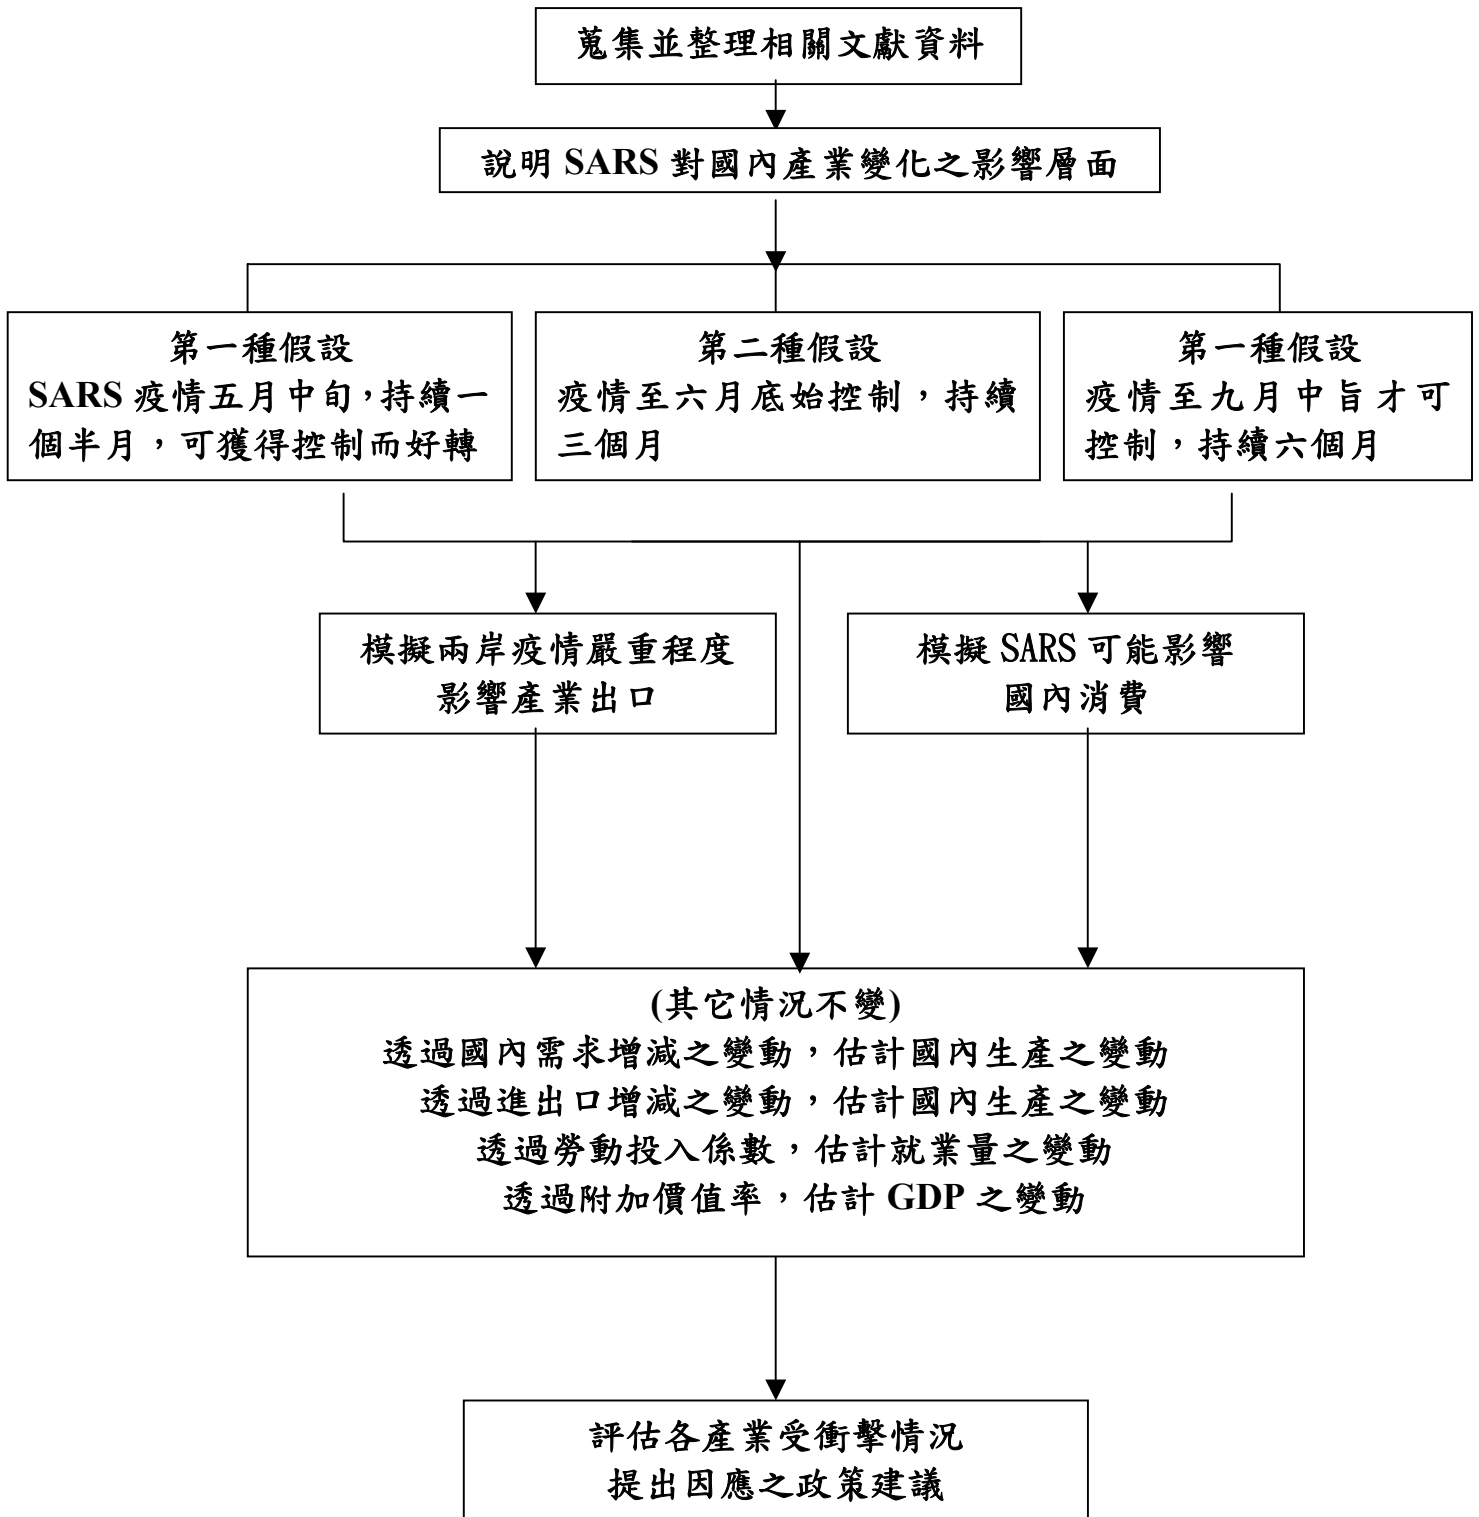 蒐集並整理相關文獻資料
說明 SARS 對國內產業變化之影響層面
第一種假設
SARS 疫情五月中旬，持續一
個半月，可獲得控制而好轉
第二種假設
疫情至六月底始控制，持續
三個月
第一種假設
疫情至九月中旨才可
控制，持續六個月
模擬兩岸疫情嚴重程度
影響產業出口
模擬 SARS 可能影響
國內消費
(其它情況不變)
透過國內需求增減之變動，估計國內生產之變動
透過進出口增減之變動，估計國內生產之變動
透過勞動投入係數，估計就業量之變動
透過附加價值率，估計 GDP 之變動
評估各產業受衝擊情況
提出因應之政策建議